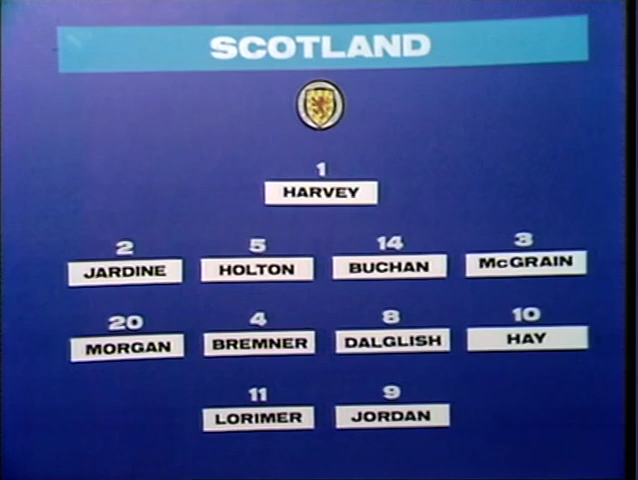 SCOTLAND
1
HARVEY
2 5 14 3
JARDINE HOLTON BUCHAN McGRAIN
20 4 8 10
MORGAN BREMNER DALGLISH HAY
11 9
LORIMER JORDAN